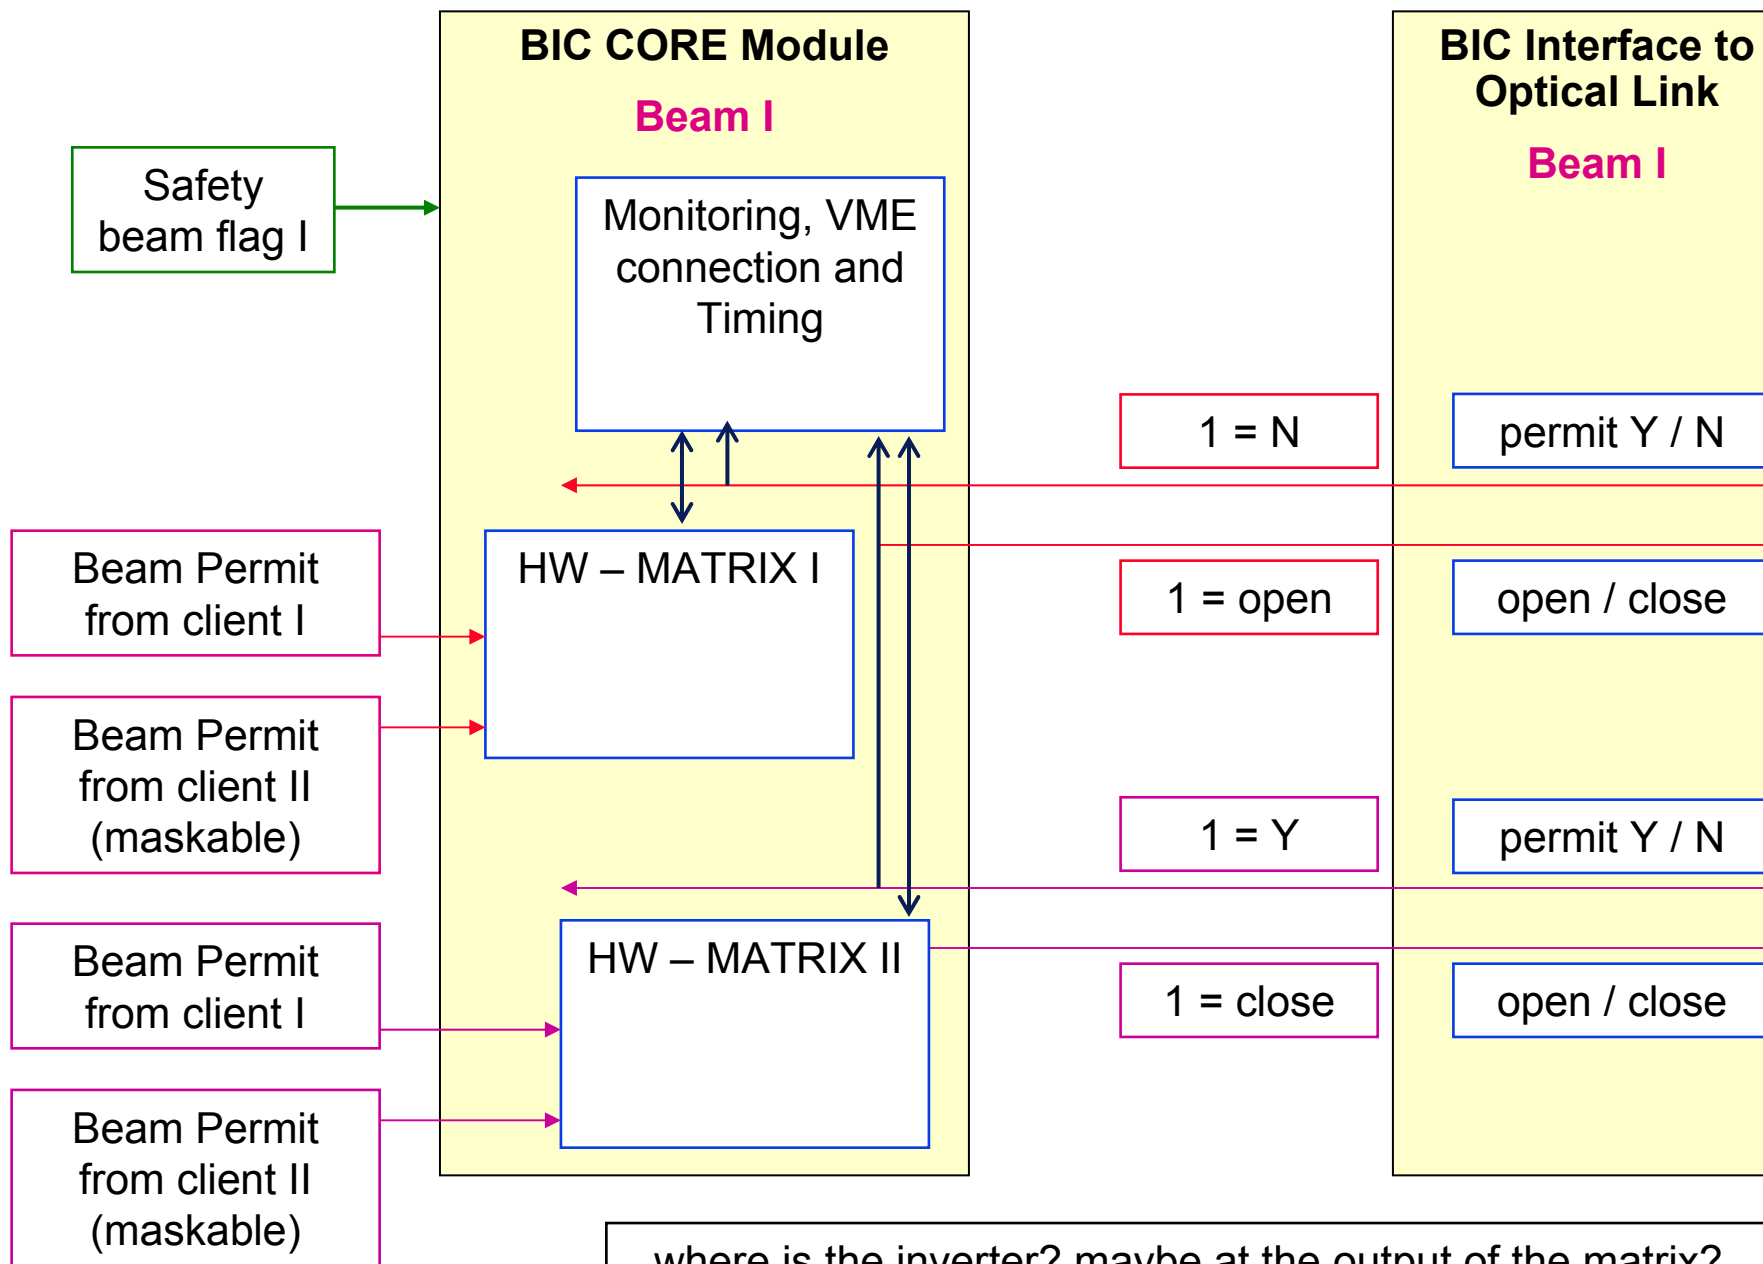 BIC CORE Module
Beam I
BIC Interface to
Optical Link
Beam I
Safety
beam flag I
Monitoring, VME
connection and
Timing
1 = N
permit Y / N
Beam Permit
from client I
HW – MATRIX I
1 = open
open / close
Beam Permit
from client II
(maskable)
1 = Y
permit Y / N
Beam Permit
from client I
HW – MATRIX II
1 = close
open / close
Beam Permit
from client II
(maskable)
where is the inverter? maybe at the output of the matrix?